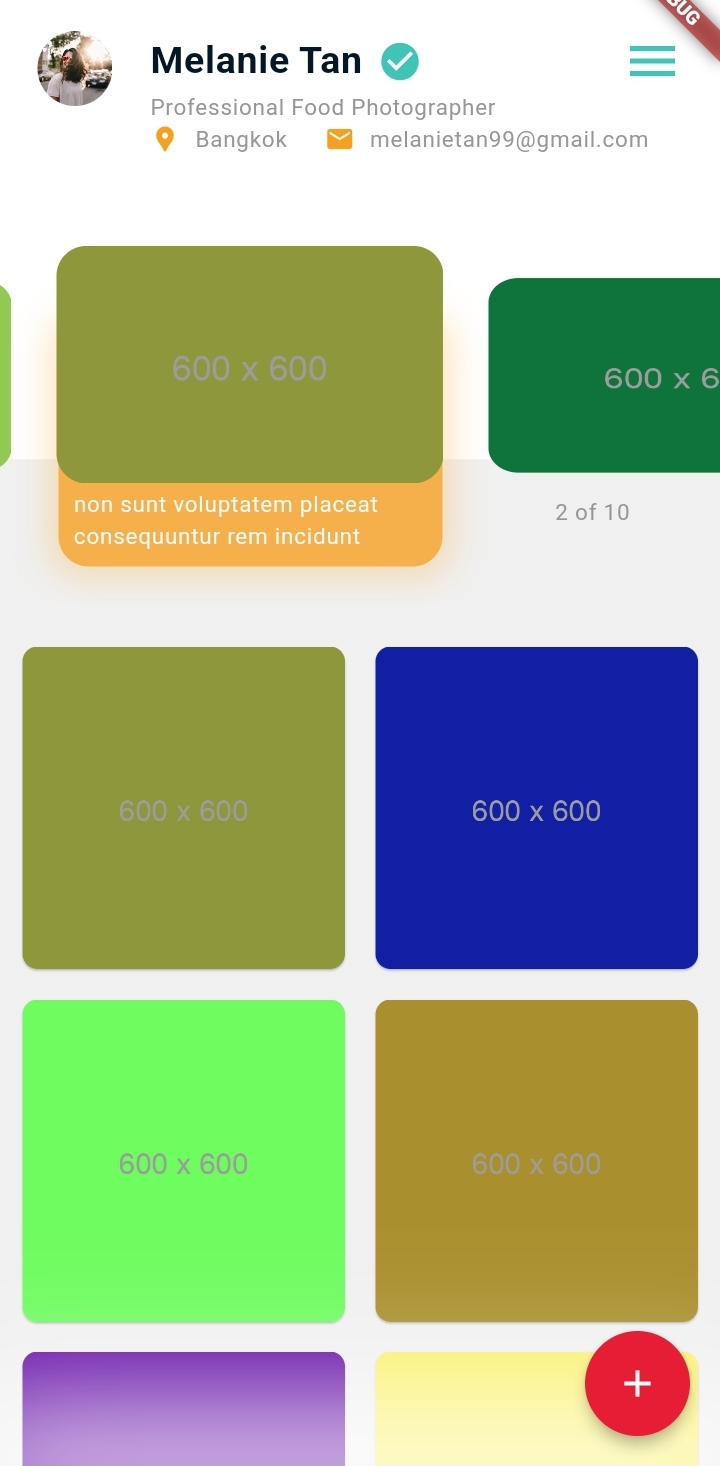 Melanie Tan
Professional Food Photographer
Bangkok melanietan99@gmail.com
600 x 600
600 x 6
non sunt voluptatem placeat
consequuntur rem incidunt
2 of 10
600 x 600 600 x 600
600 x 600 600 x 600